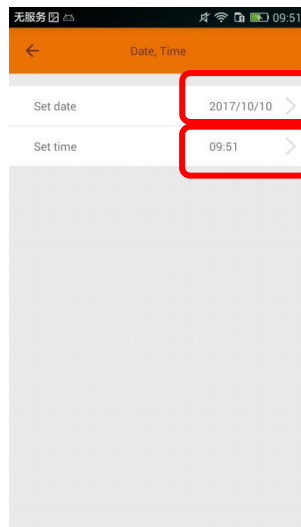 无服务 09:51
Date, Time
Set date 2017/10/10
Set time 09:51